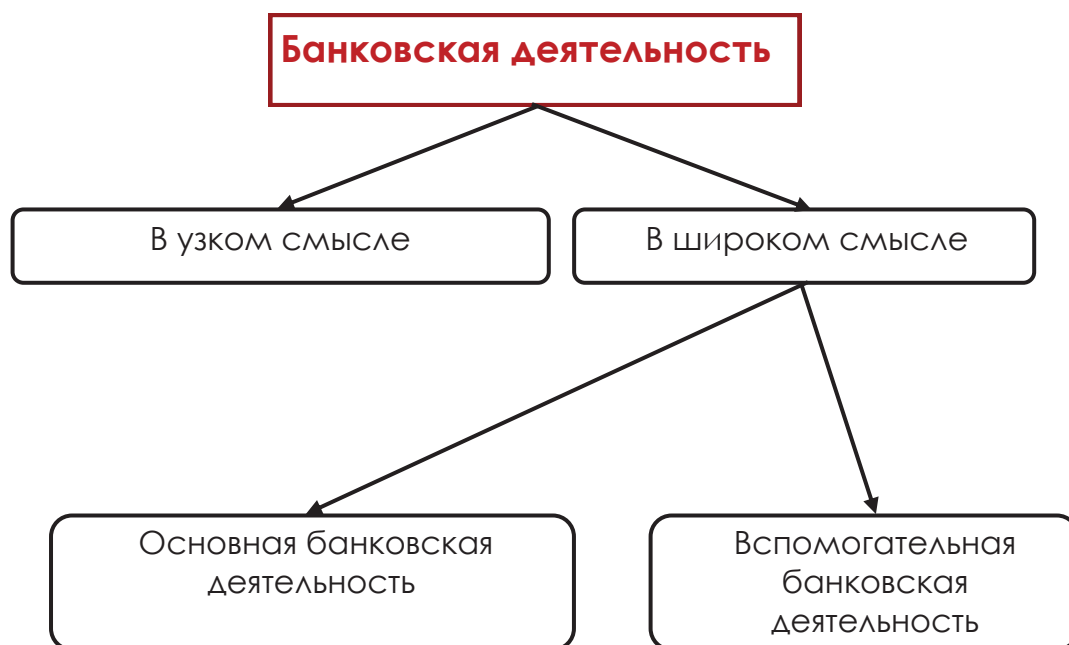 Банковская деятельность
В узком смысле
В широком смысле
Основная банковская
деятельность
Вспомогательная
банковская
деятельность